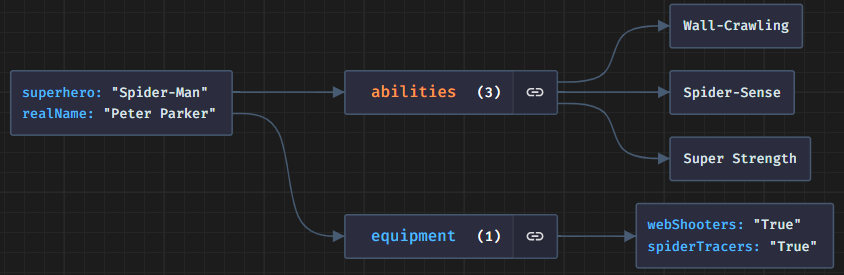 superhero: "Spider-Man"
realName: "Peter Parker"
abilities (3)
Wall-Crawling
Spider-Sense
Super Strength
equipment (1)
webShooters: "True"
spiderTracers: "True"